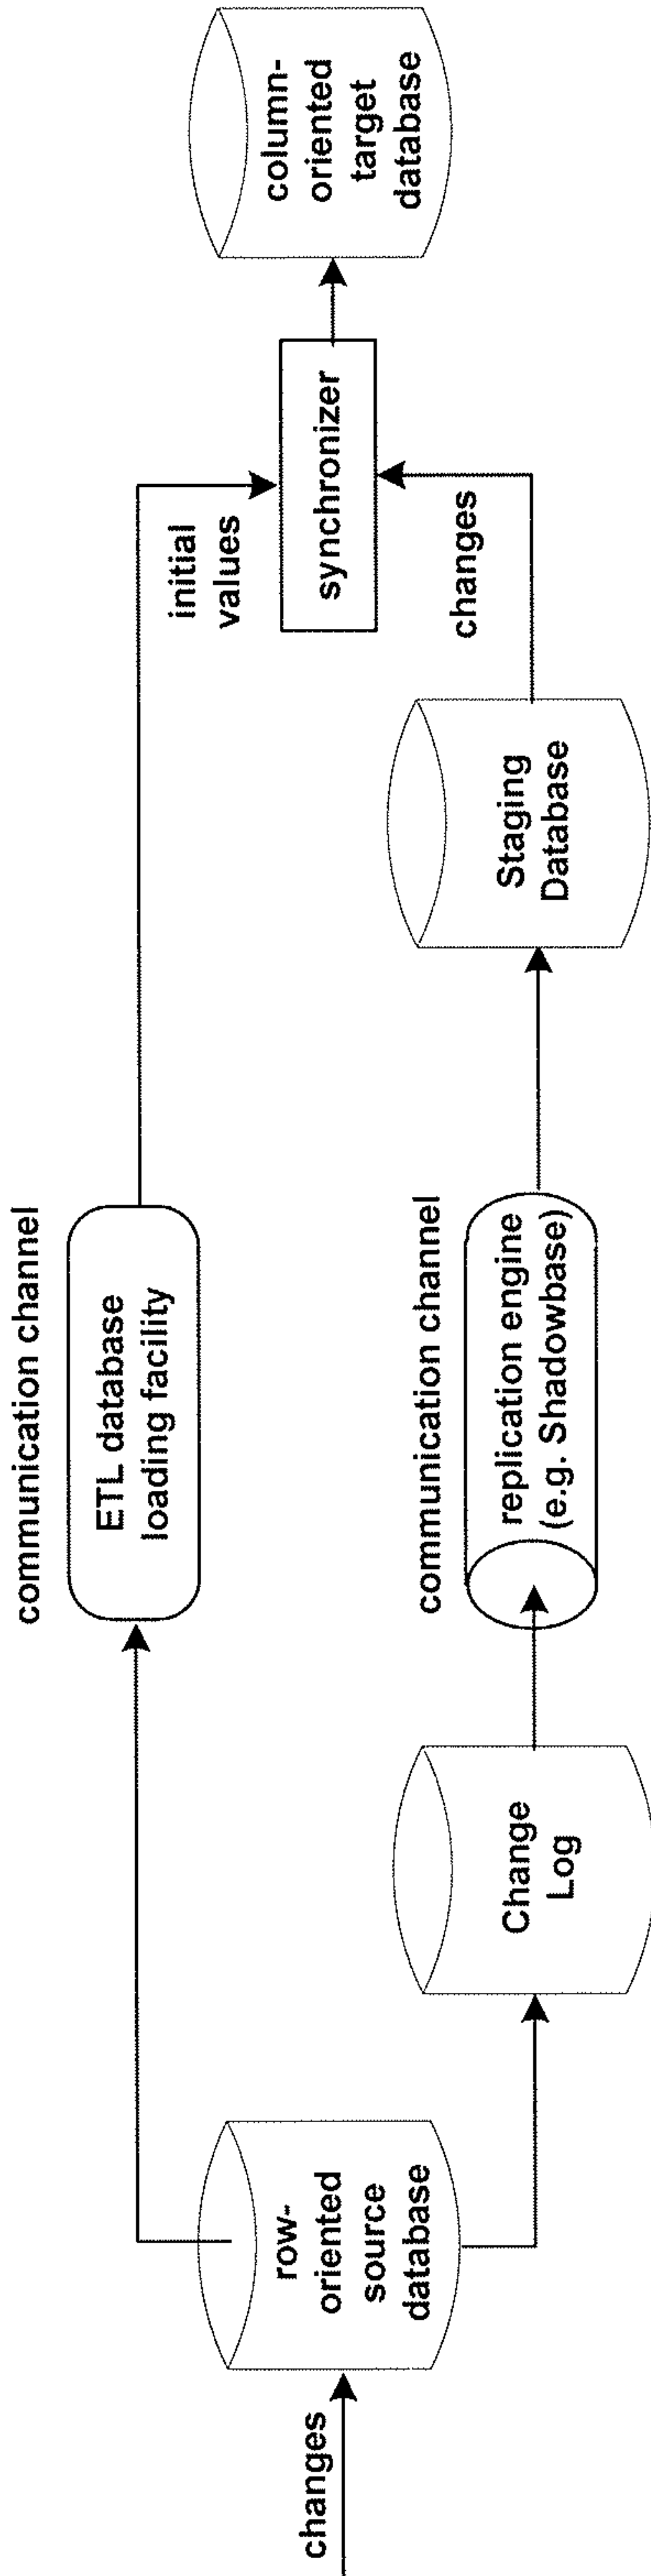 communication channel
ETL database
loading facility
initial
values
changes
row-
oriented
source
database
synchronizer
column-
oriented
target
database
changes
communication channel
Change
Log
replication engine
(e.g. Shadowbase)
Staging
Database